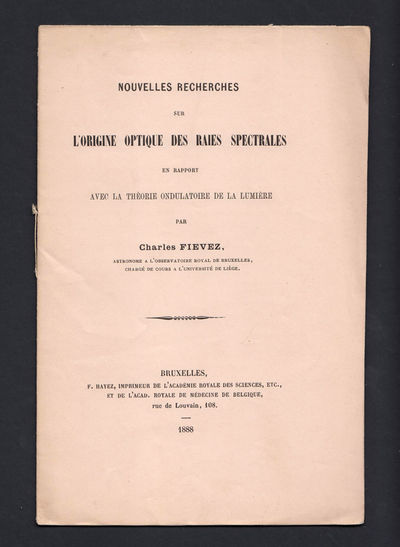 NOUVELLES RECHERCHES
SUR
L'ORIGINE OPTIQUE DES RAIES SPECTRALES
EN RAPPORT
AVEC LA THÉORIE ONDULATOIRE DE LA LUMIÈRE
PAR
Charles FIEVEZ,
ASTRONOME A L'OBSERVATOIRE ROYAL DE BRUXELLES,
CHARGÉ DE COURS A L'UNIVERSITÉ DE LIÉGE.
BRUXELLES,
F. HAYEZ, IMPRIMEUR DE L'ACADÉMIE ROYALE DES SCIENCES, ETC.,
ET DE L'ACAD. ROYALE DE MÉDECINE DE BELGIQUE,
rue de Louvain, 108.
1888